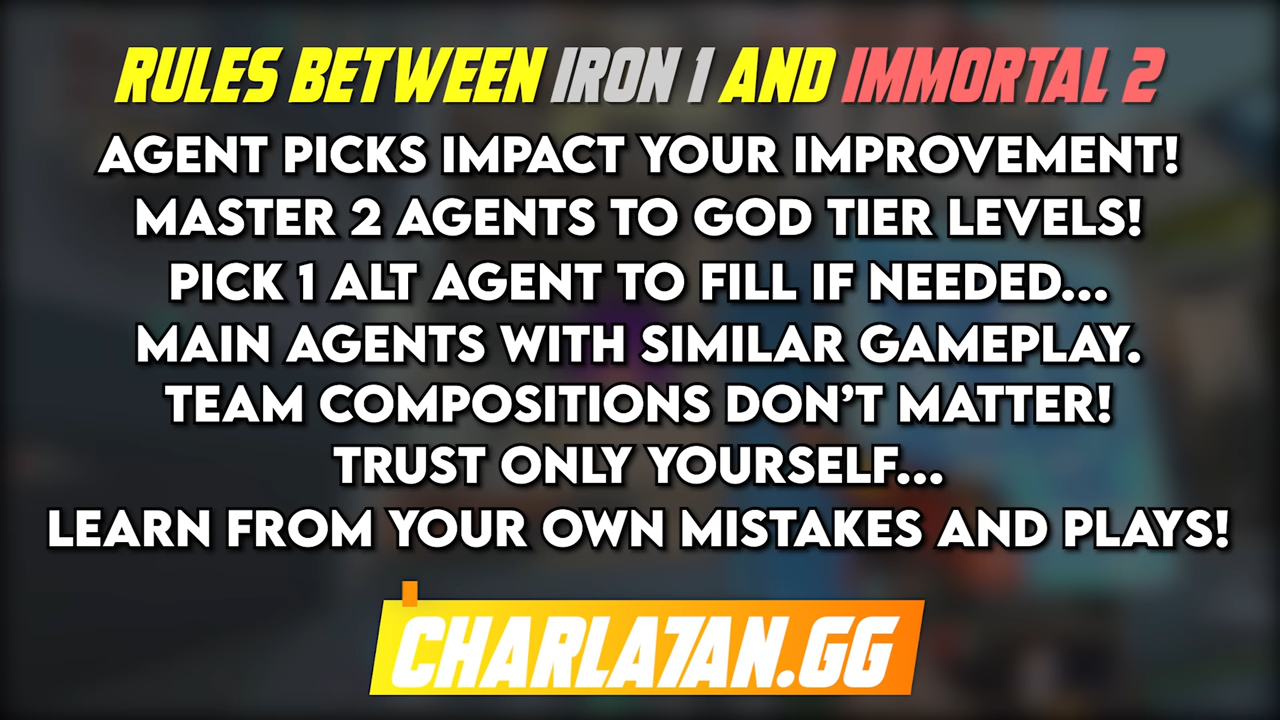 RULES BETWEEN IRON 1 AND IMMORTAL 2
AGENT PICKS IMPACT YOUR IMPROVEMENT!
MASTER 2 AGENTS TO GOD TIER LEVELS!
PICK 1 ALT AGENT TO FILL IF NEEDED...
MAIN AGENTS WITH SIMILAR GAMEPLAY.
TEAM COMPOSITIONS DON'T MATTER!
TRUST ONLY YOURSELF...
LEARN FROM YOUR OWN MISTAKES AND PLAYS!
CHARLA7AN.GG